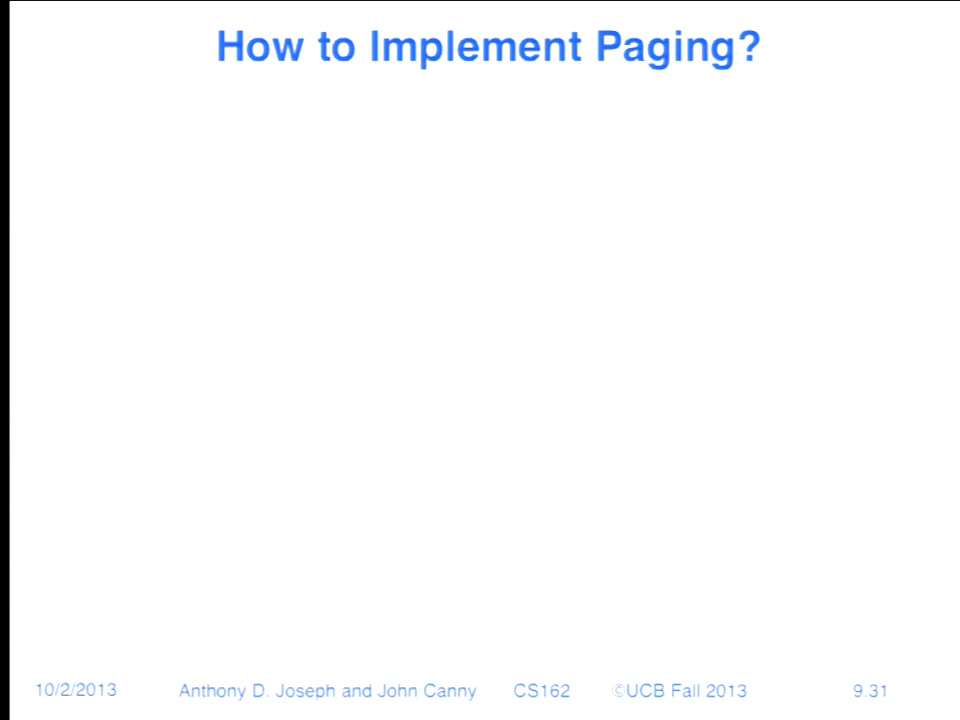 How to Implement Paging?
10/2/2013 Anthony D. Joseph and John Canny CS162 ©UCB Fall 2013 9.31